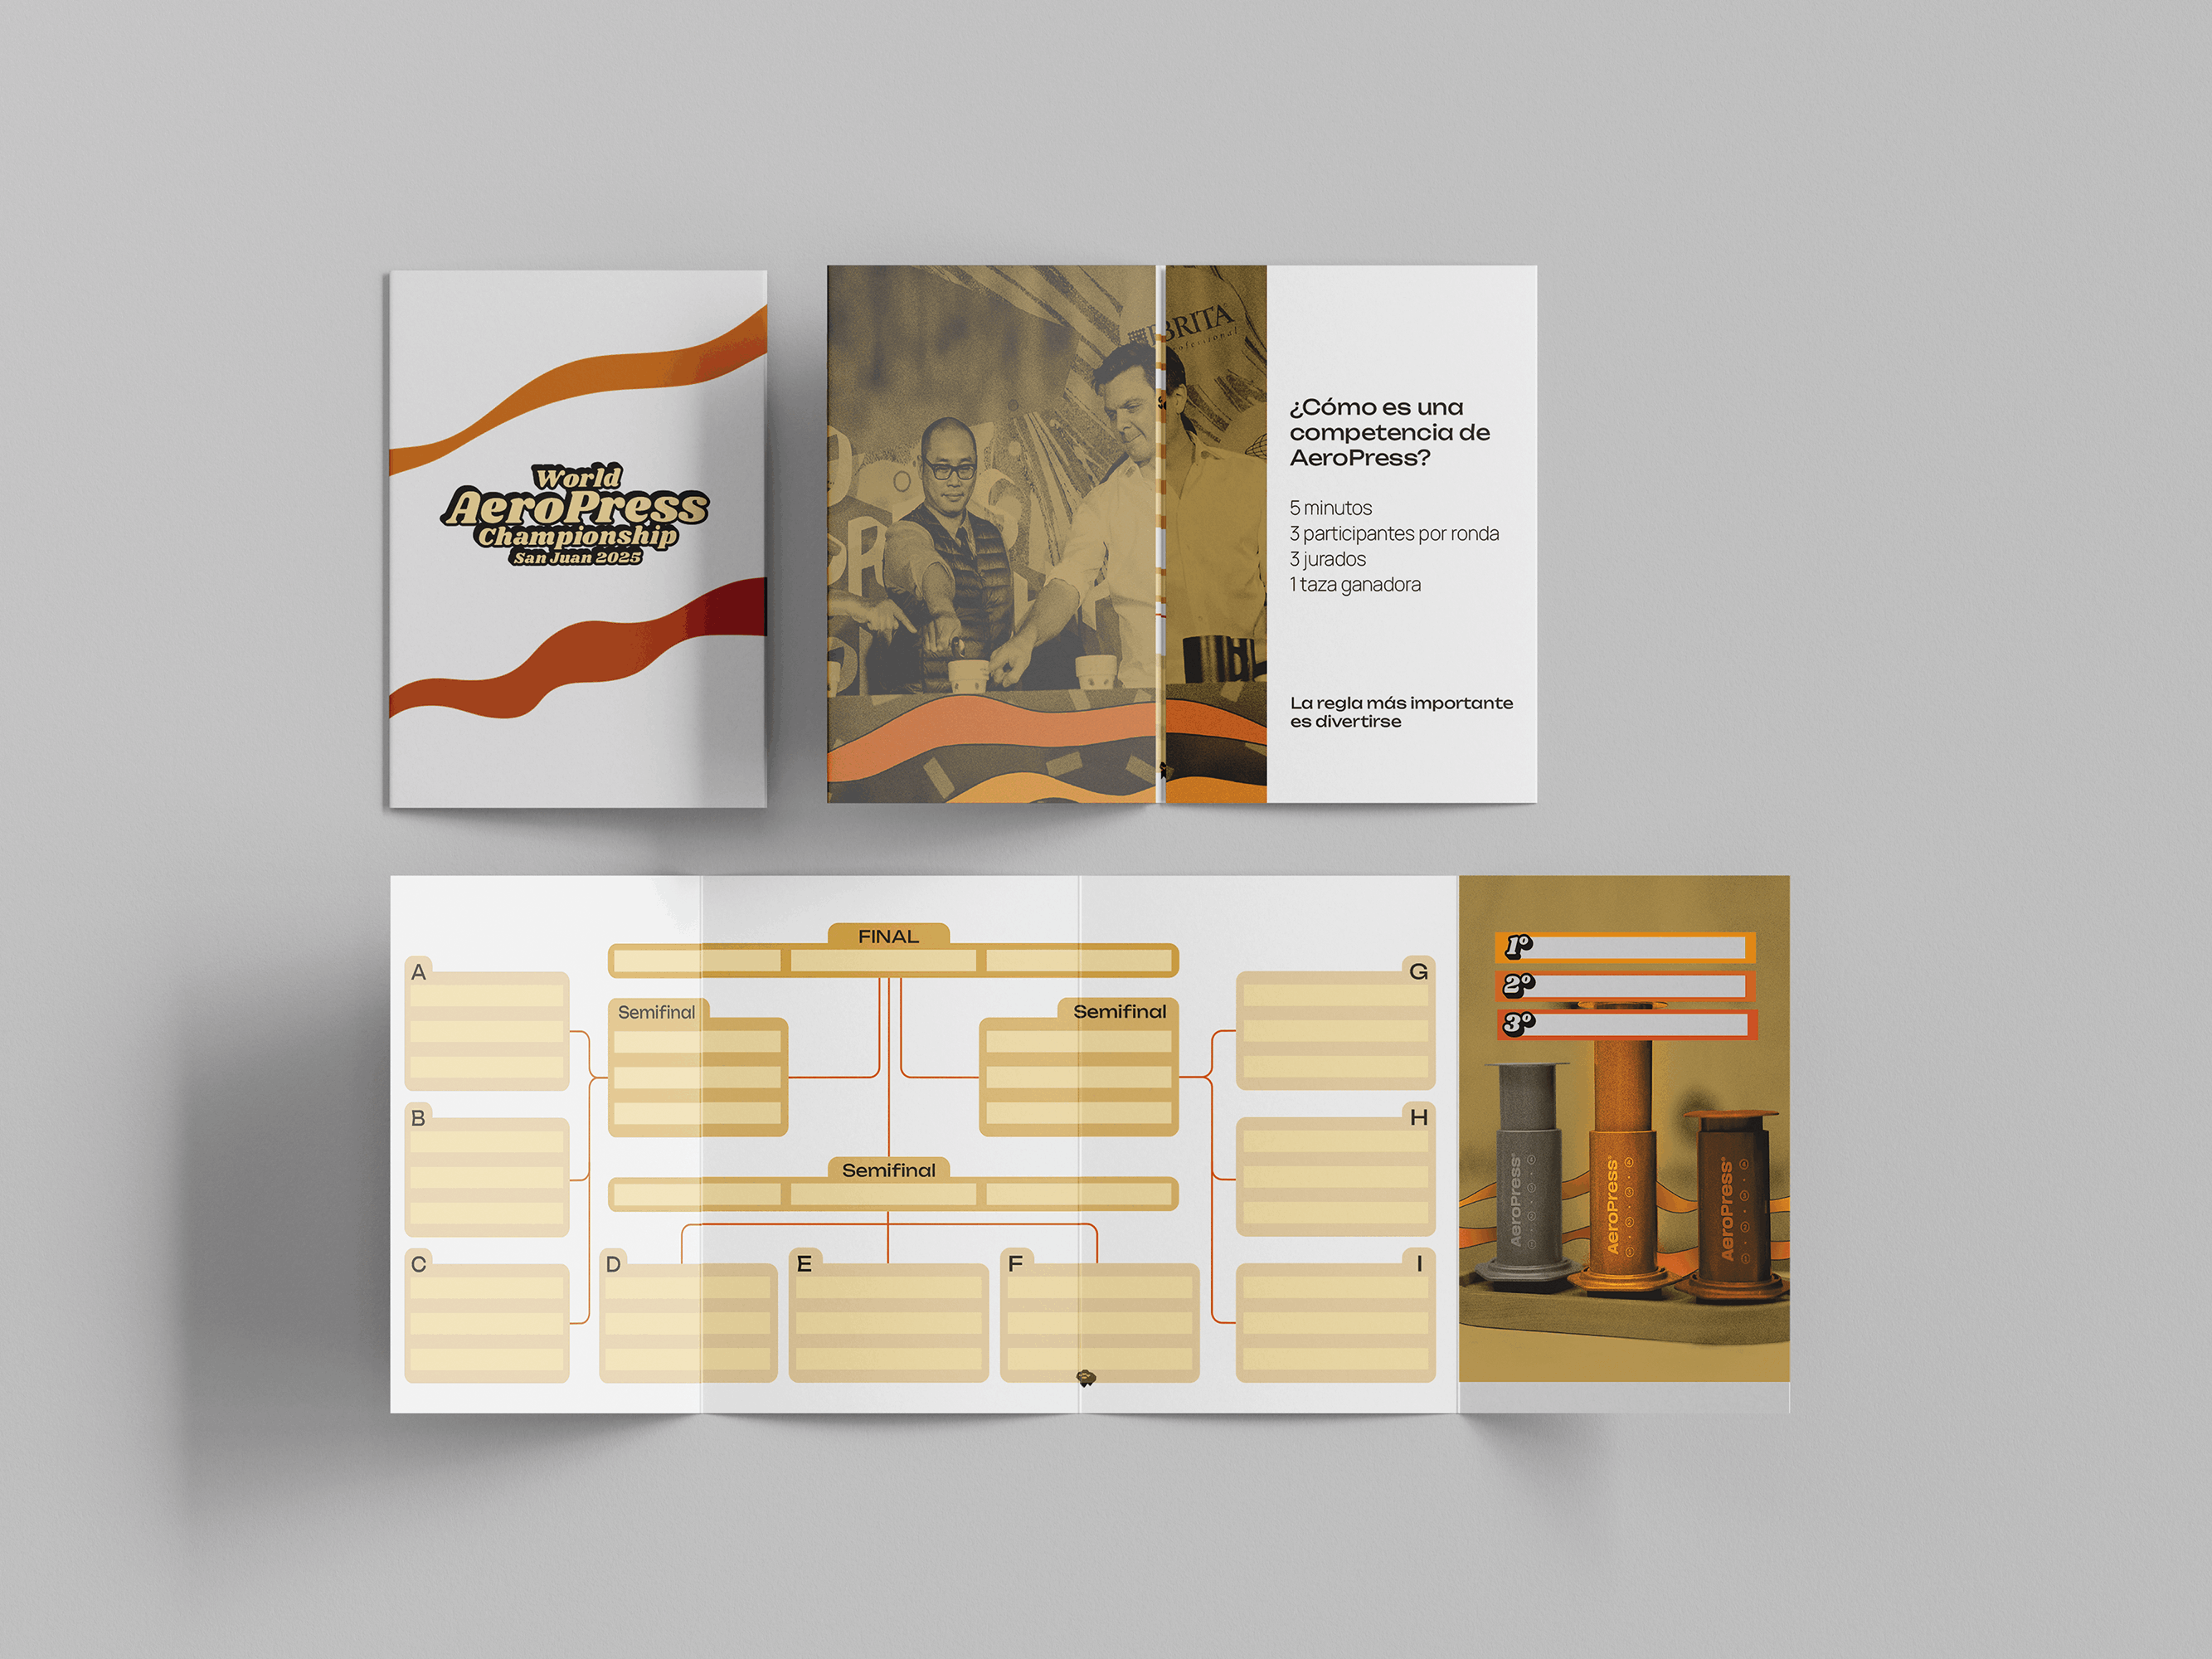 World
AeroPress
Championship
San Juan 2025
BRITA
Professional
¿Cómo es una
competencia de
AeroPress?
5 minutos
3 participantes por ronda
3 jurados
1 taza ganadora
La regla más importante
es divertirse
FINAL
A
G
Semifinal
Semifinal
B
H
Semifinal
C
D
E
F
I
1º
2º
3º
AeroPress
AeroPress
AeroPress